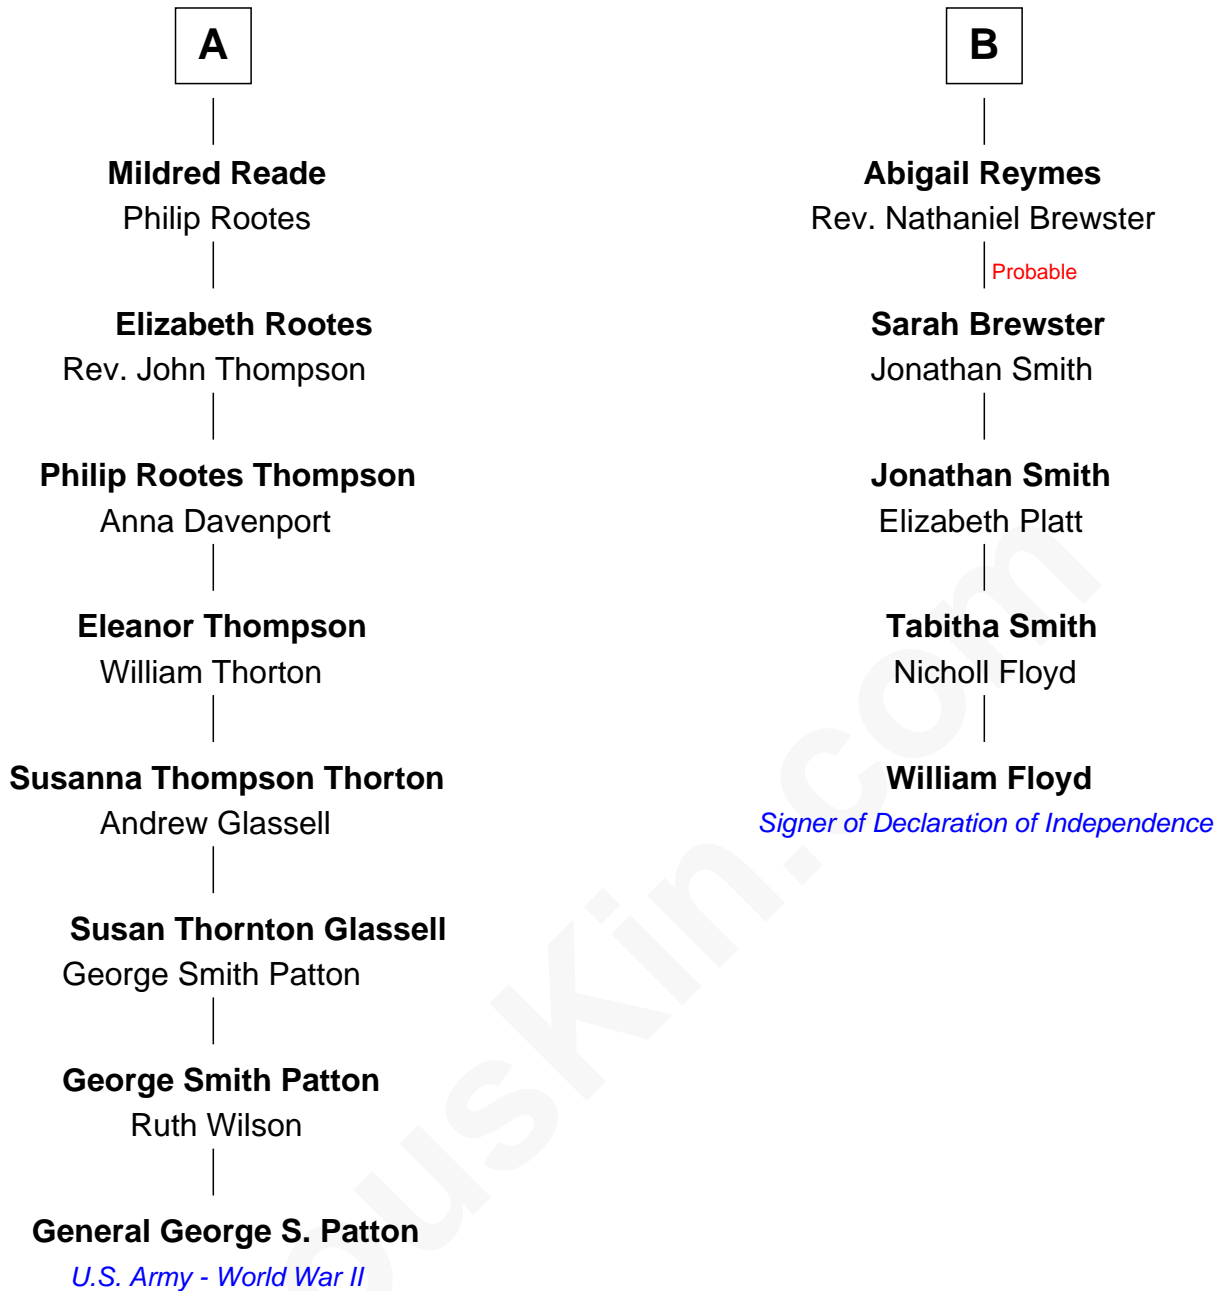 A
Mildred Reade
Philip Rootes
Elizabeth Rootes
Rev. John Thompson
Philip Rootes Thompson
Anna Davenport
Eleanor Thompson
William Thorton
Susanna Thompson Thorton
Andrew Glassell
Susan Thornton Glassell
George Smith Patton
George Smith Patton
Ruth Wilson
General George S. Patton
U.S. Army - World War II
B
Abigail Reymes
Rev. Nathaniel Brewster
Probable
Sarah Brewster
Jonathan Smith
Jonathan Smith
Elizabeth Platt
Tabitha Smith
Nicholl Floyd
William Floyd
Signer of Declaration of Independence
ousKin.com